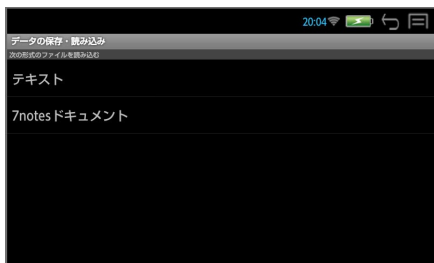 20:04
データの保存・読み込み
次の形式のファイルを読み込む
テキスト
7notesドキュメント